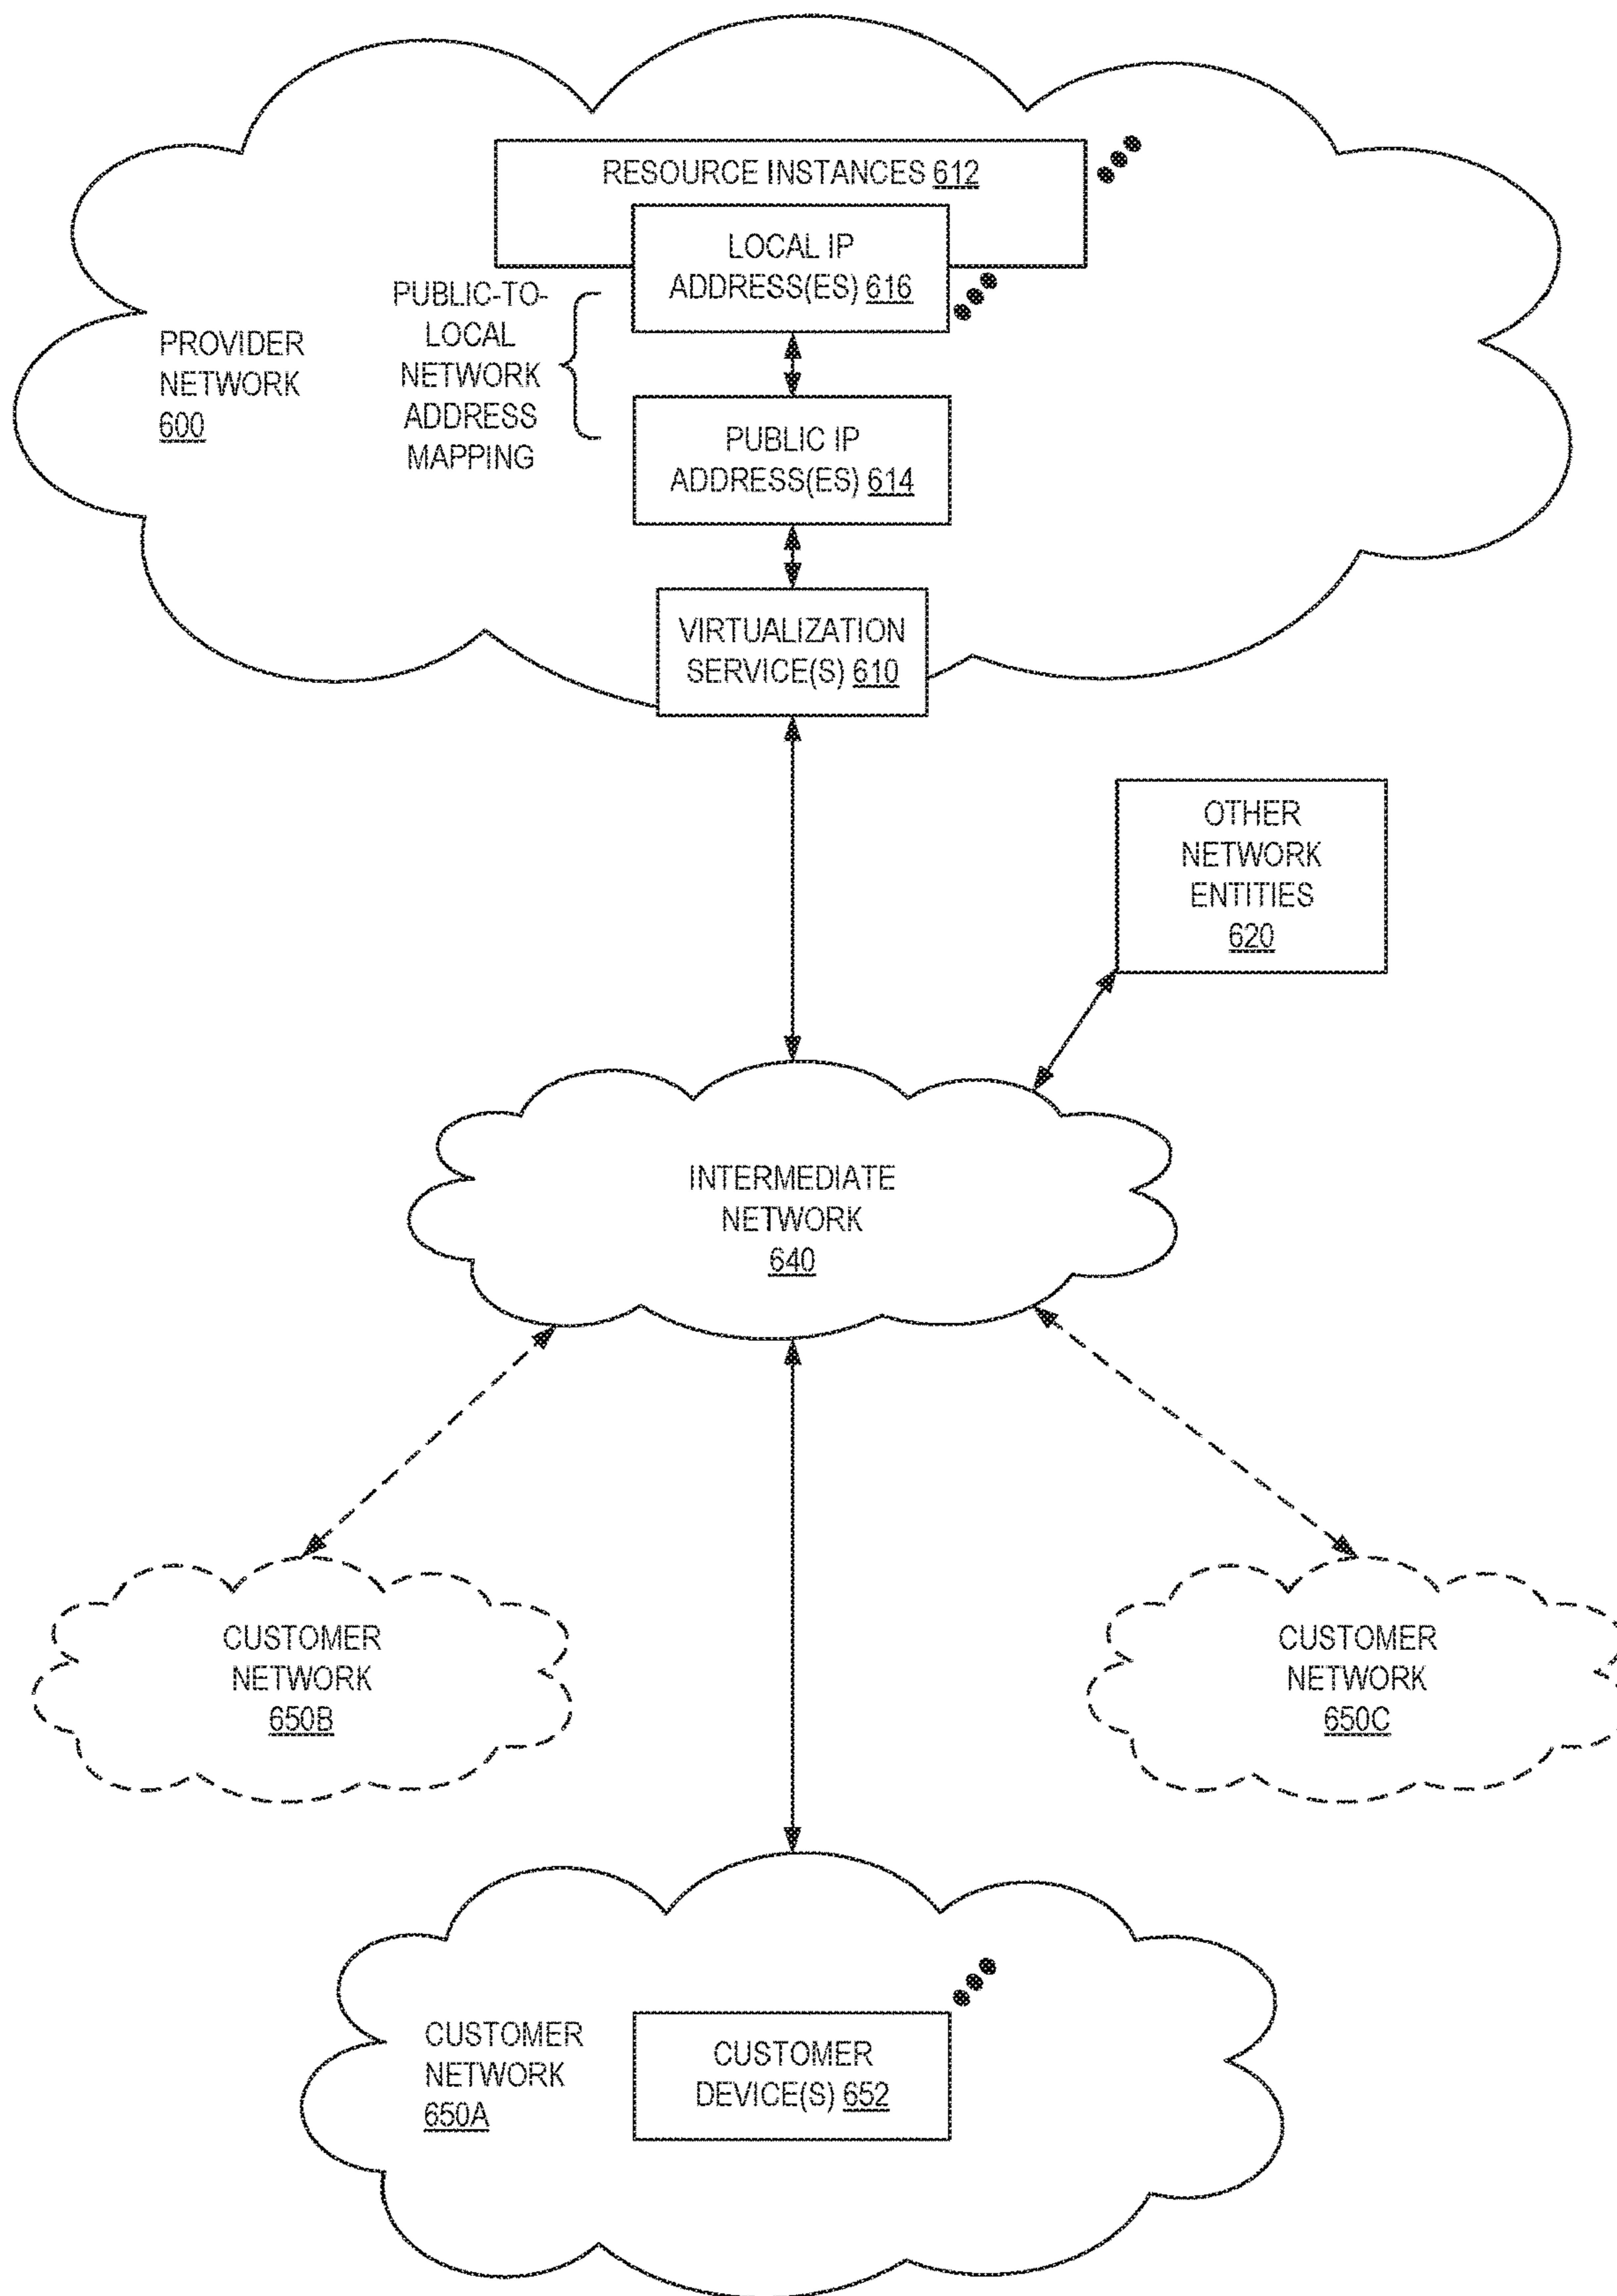 RESOURCE INSTANCES 612
LOCAL IP
ADDRESS(ES) 616
PUBLIC-TO-
LOCAL
NETWORK
ADDRESS
MAPPING
PROVIDER
NETWORK
600
PUBLIC IP
ADDRESS(ES) 614
VIRTUALIZATION
SERVICE(S) 610
OTHER
NETWORK
ENTITIES
620
INTERMEDIATE
NETWORK
640
CUSTOMER
NETWORK
650B
CUSTOMER
NETWORK
650C
CUSTOMER
NETWORK
650A
CUSTOMER
DEVICE(S) 652